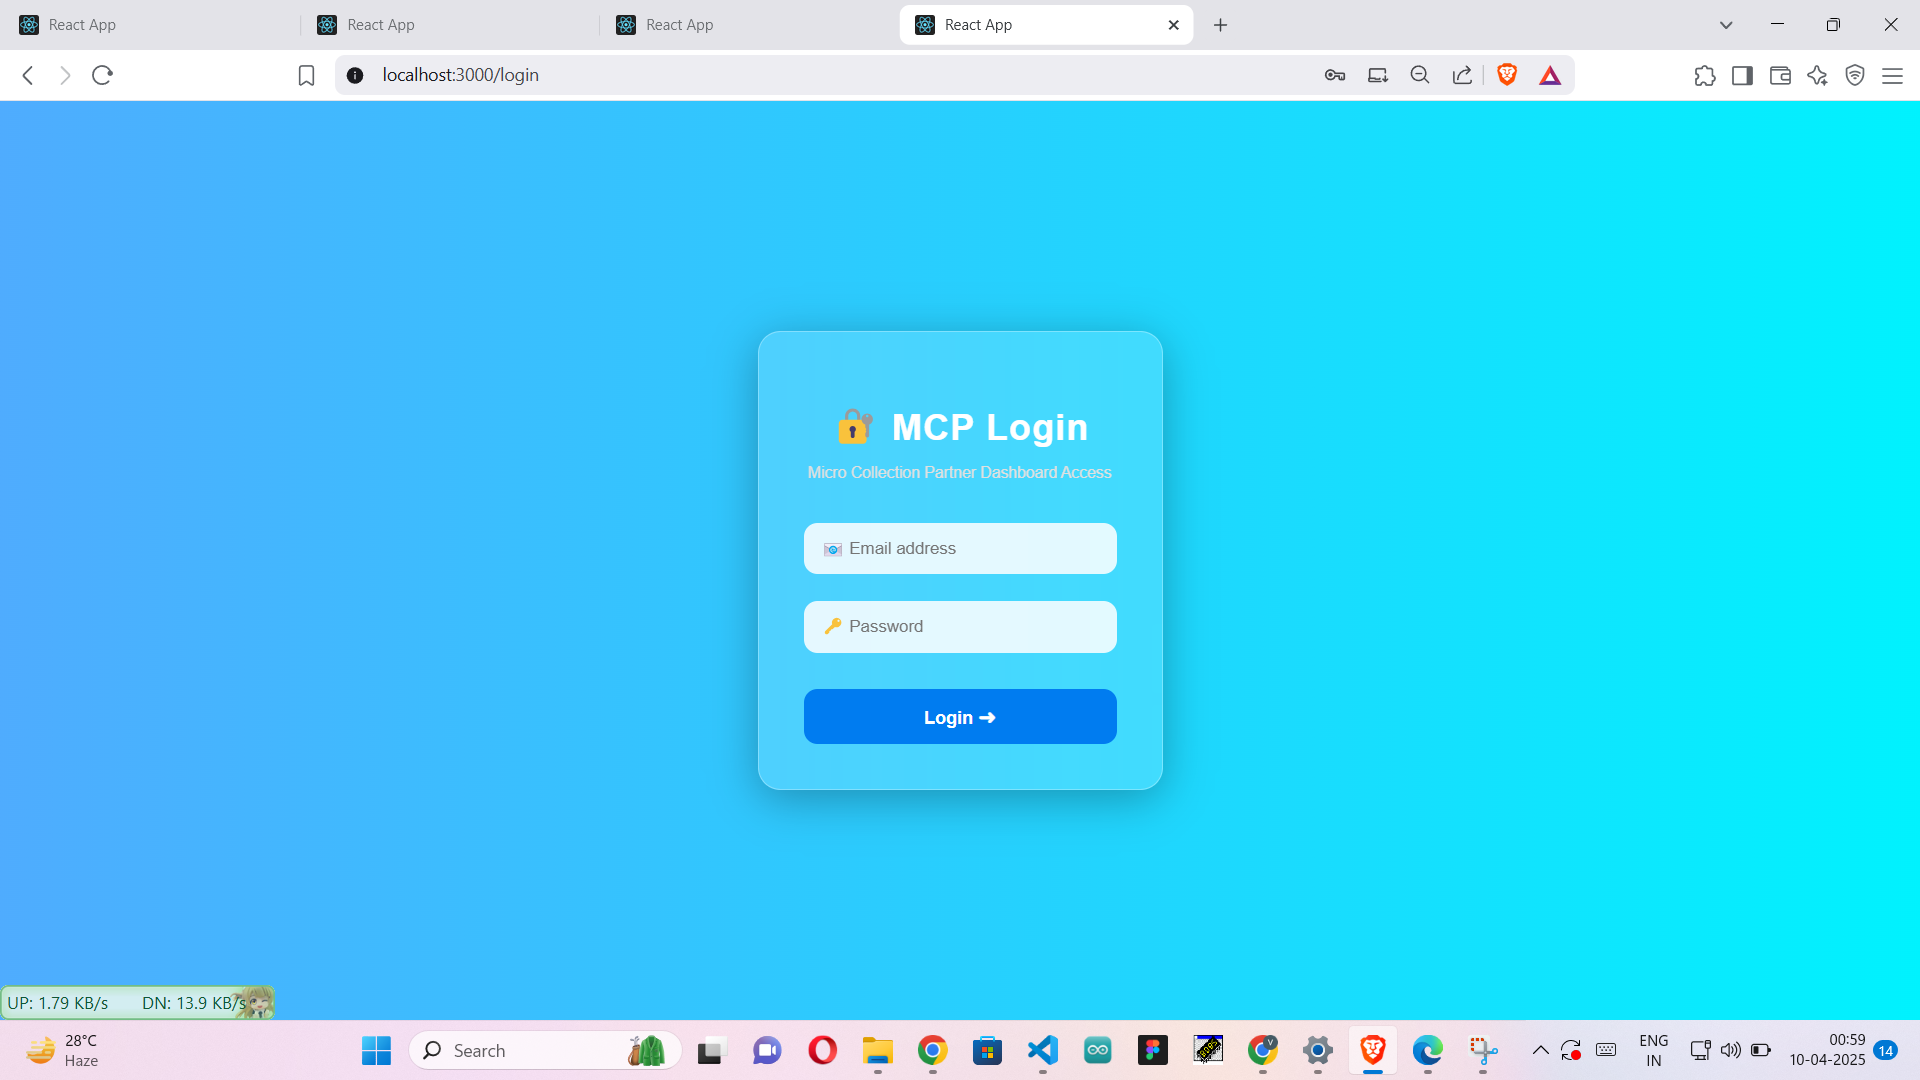 React App
React App
React App
React App
localhost:3000/login
🔐 MCP Login
Micro Collection Partner Dashboard Access
📧 Email address
🔑 Password
Login ➜
UP: 1.79 KB/s DN: 13.9 KB/s
28°C
Haze
Search
V
ENG
IN
00:59
10-04-2025
14